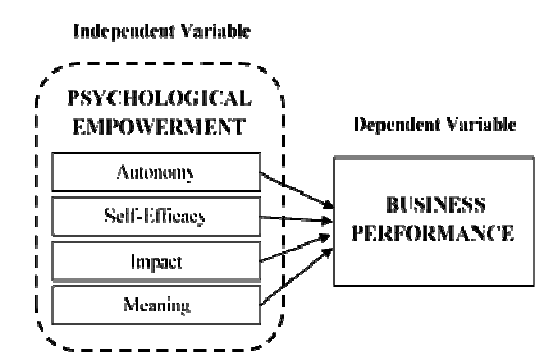 Independent Variable
PSYCHOLOGICAL
EMPOWERMENT
Autonomy
Self-Efficacy
Impact
Meaning
Dependent Variable
BUSINESS
PERFORMANCE